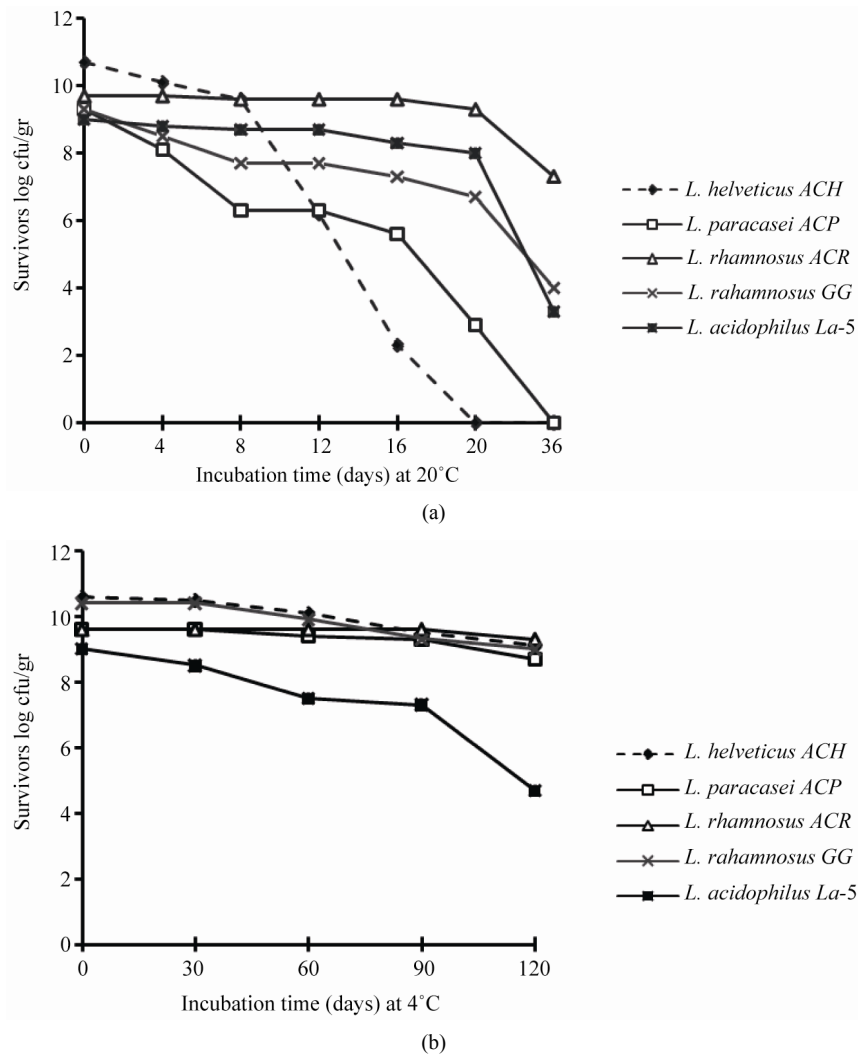 12
10
8
6
4
2
0
Survivors log cfu/gr
0 4 8 12 16 20 36
Incubation time (days) at 20˚C
L. helveticus ACH
L. paracasei ACP
L. rhamnosus ACR
L. rahamnosus GG
L. acidophilus La-5
(a)
12
10
8
6
4
2
0
Survivors log cfu/gr
0 30 60 90 120
Incubation time (days) at 4˚C
L. helveticus ACH
L. paracasei ACP
L. rhamnosus ACR
L. rahamnosus GG
L. acidophilus La-5
(b)